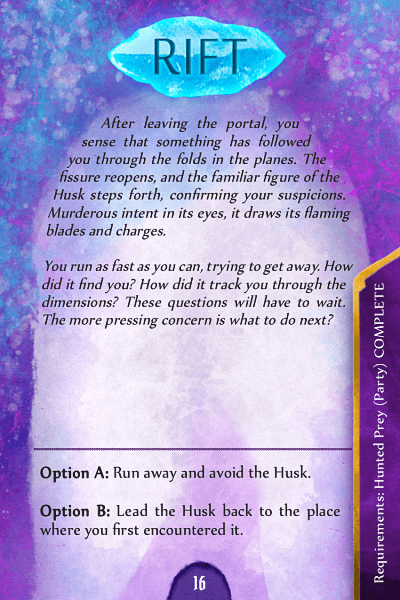 RIFT
After leaving the portal, you
sense that something has followed
you through the folds in the planes. The
fissure reopens, and the familiar figure of the
Husk steps forth, confirming your suspicions.
Murderous intent in its eyes, it draws its flaming
blades and charges.
You run as fast as you can, trying to get away. How
did it find you? How did it track you through the
dimensions? These questions will have to wait.
The more pressing concern is what to do next?
Option A: Run away and avoid the Husk.
Option B: Lead the Husk back to the place
where you first encountered it.
Requirements: Hunted Prey (Party) COMPLETE
16